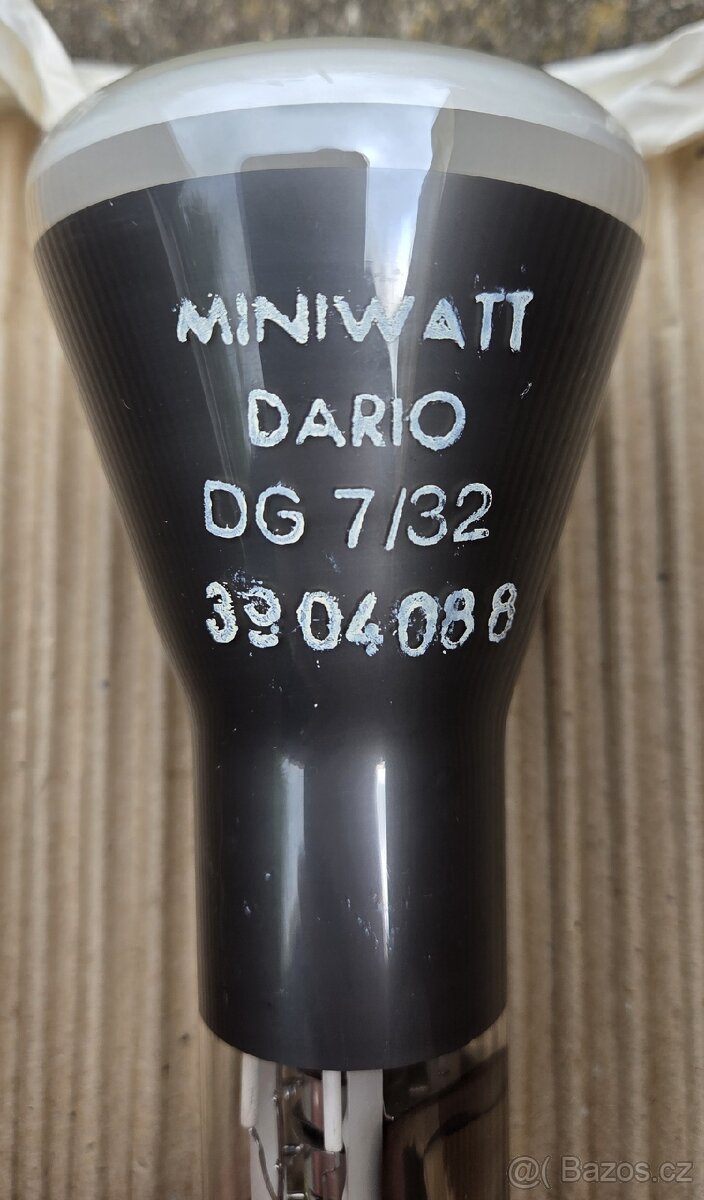 MINIWATT
DARIO
DG 7/32
3904088
@( Bazos.cz